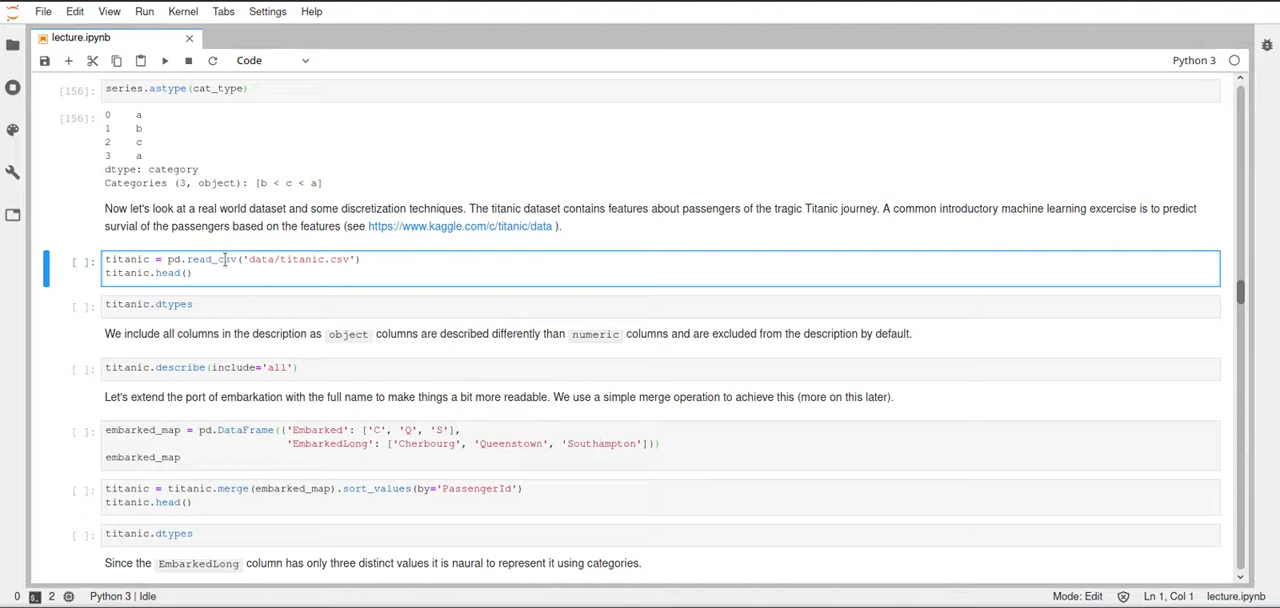 File Edit View Run Kernel Tabs Settings Help
lecture.ipynb
Code
Python 3
[156]: series.astype(cat_type)
[156]: 0 a
1 b
2 c
3 a
dtype: category
Categories (3, object): [b < c < a]
Now let's look at a real world dataset and some discretization techniques. The titanic dataset contains features about passengers of the tragic Titanic journey. A common introductory machine learning excercise is to predict
survial of the passengers based on the features (see https://www.kaggle.com/c/titanic/data ).
[ ]: titanic = pd.read_csv('data/titanic.csv')
titanic.head()
[ ]: titanic.dtypes
We include all columns in the description as object columns are described differently than numeric columns and are excluded from the description by default.
[ ]: titanic.describe(include='all')
Let's extend the port of embarkation with the full name to make things a bit more readable. We use a simple merge operation to achieve this (more on this later).
[ ]: embarked_map = pd.DataFrame({'Embarked': ['C', 'Q', 'S'],
'EmbarkedLong': ['Cherbourg', 'Queenstown', 'Southampton']})
embarked_map
[ ]: titanic = titanic.merge(embarked_map).sort_values(by='PassengerId')
titanic.head()
[ ]: titanic.dtypes
Since the EmbarkedLong column has only three distinct values it is naural to represent it using categories.
0 2 Python 3 | Idle Mode: Edit Ln 1, Col 1 lecture.ipynb